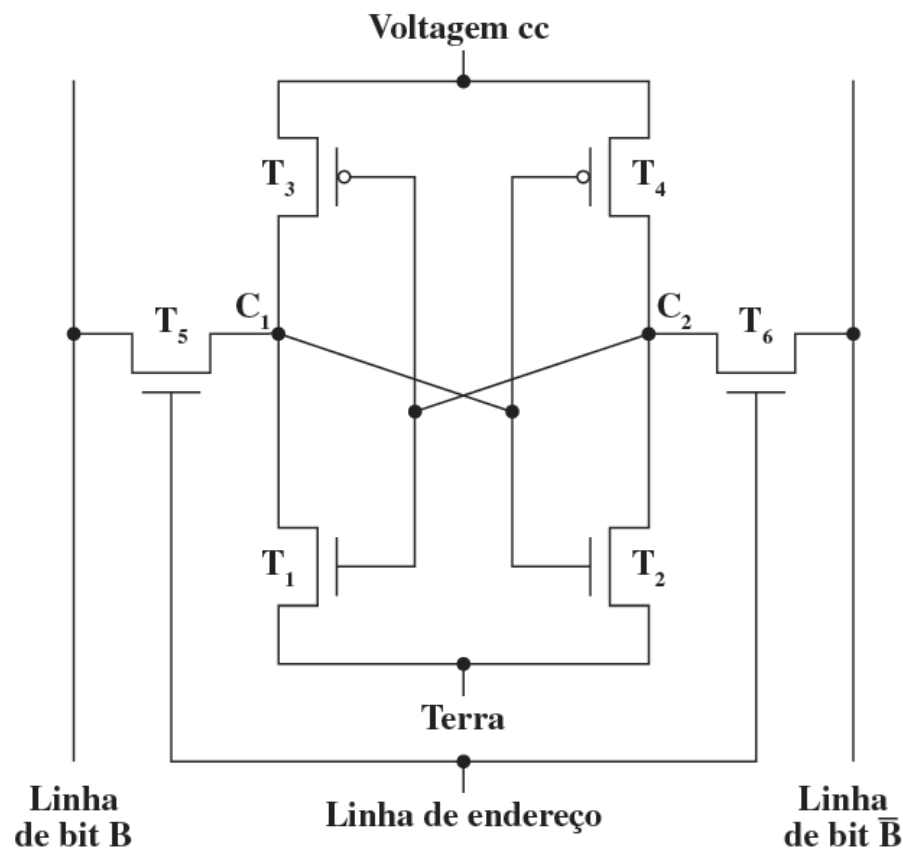 Voltagem cc
T₃
T₄
C₁
C₂
T₅
T₆
T₁
T₂
Terra
Linha de endereço
Linha
de bit B
Linha
de bit B̅